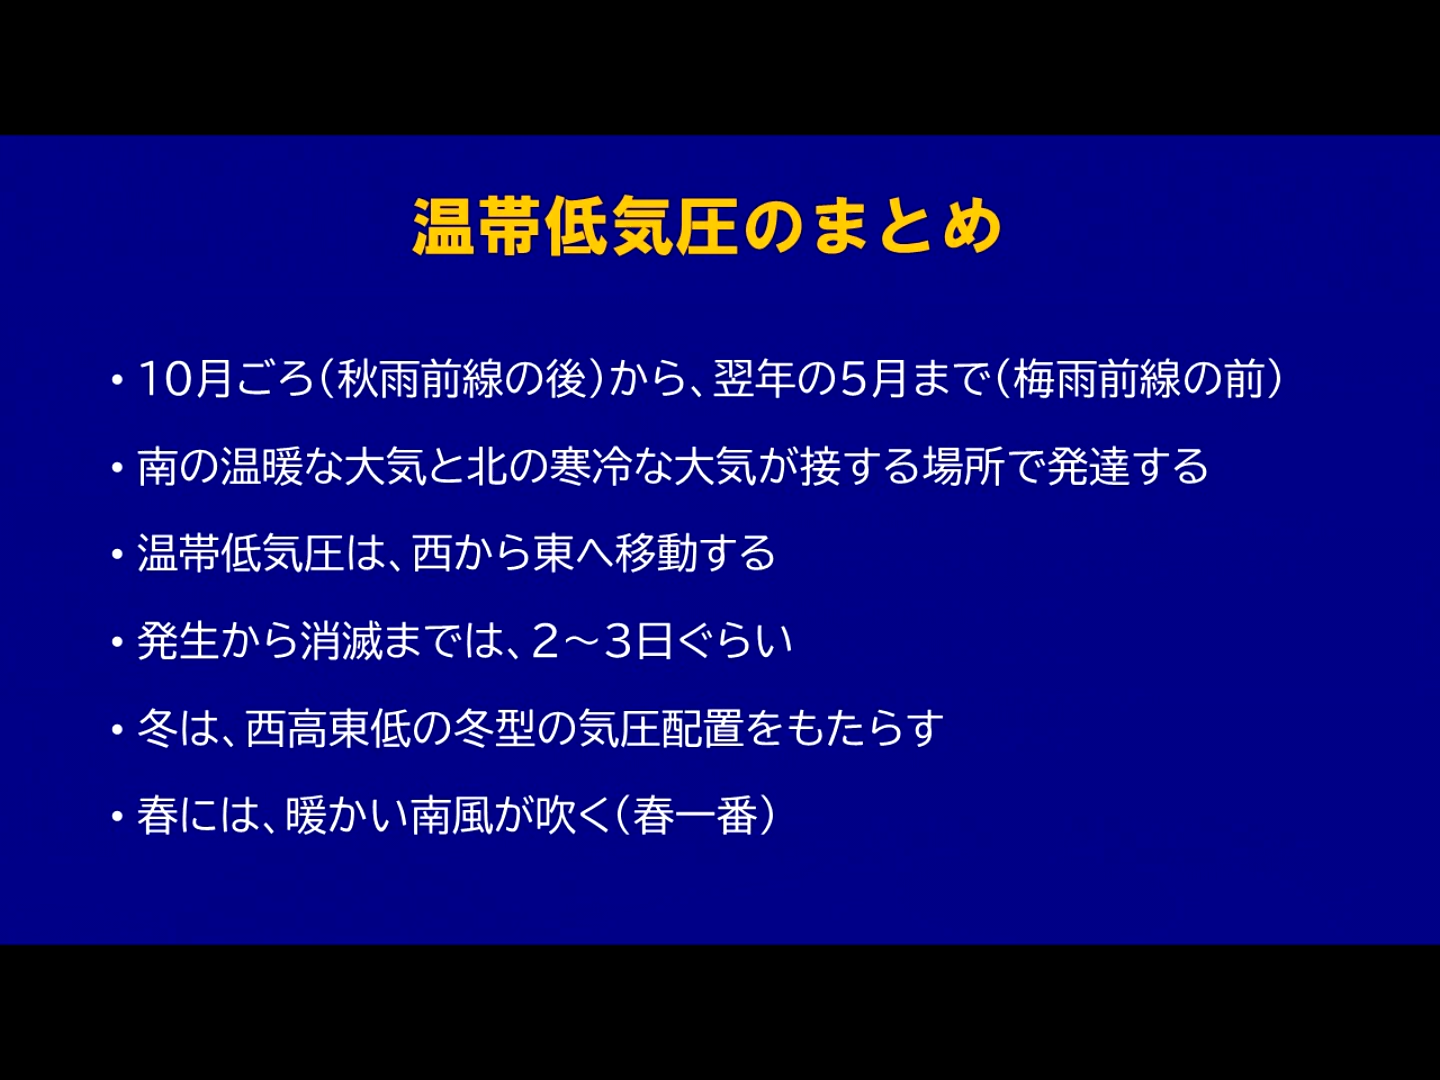 温帯低気圧のまとめ
・10月ごろ(秋雨前線の後)から、翌年の5月まで(梅雨前線の前)
・南の温暖な大気と北の寒冷な大気が接する場所で発達する
・温帯低気圧は、西から東へ移動する
・発生から消滅までは、2〜3日ぐらい
・冬は、西高東低の冬型の気圧配置をもたらす
・春には、暖かい南風が吹く(春一番)